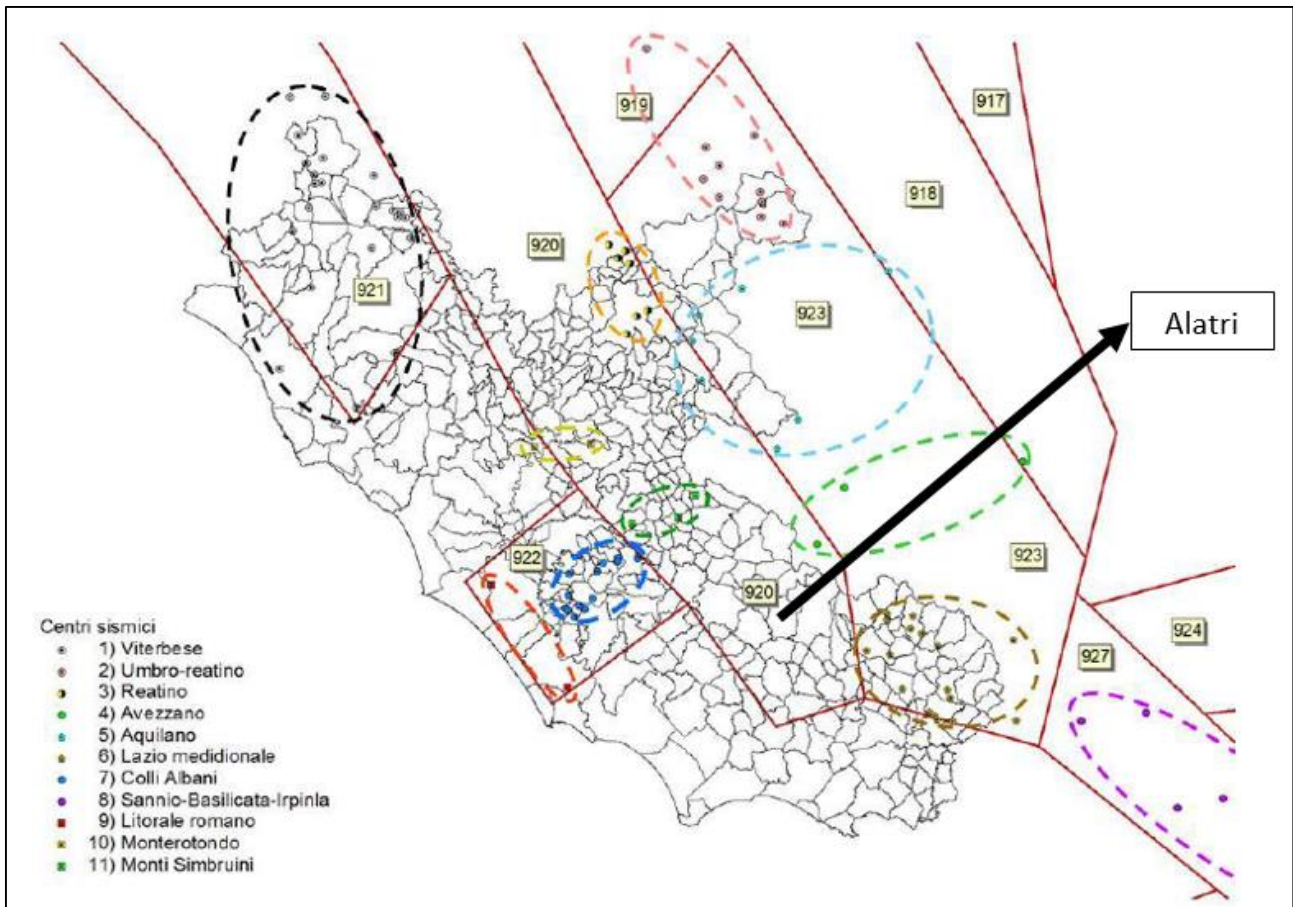 917
919
918
920
921
923
Alatri
922
920
923
924
927
Centri sismici
1) Viterbese
2) Umbro-reatino
3) Reatino
4) Avezzano
5) Aquilano
6) Lazio medidionale
7) Colli Albani
8) Sannio-Basilicata-Irpinla
9) Litorale romano
10) Monterotondo
11) Monti Simbruini